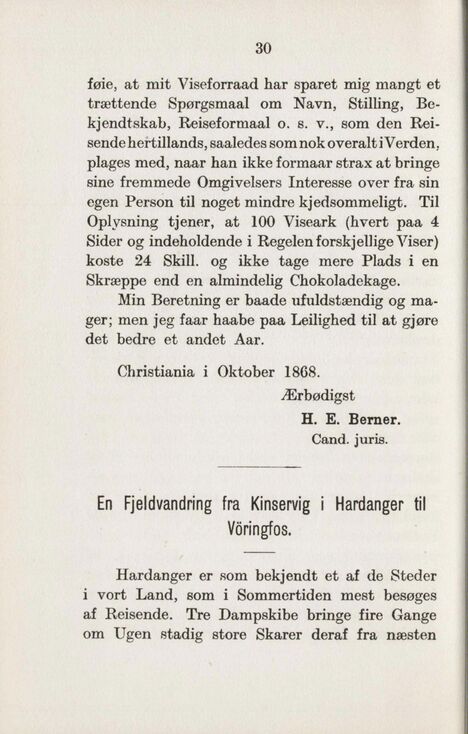 30
føie, at mit Viseforraad har sparet mig mangt et
trættende Spørgsmaal om Navn, Stilling, Be-
kjendtskab, Reiseformaal o. s. v., som den Rei-
sende hertillands, saaledes som nok overalt i Verden,
plages med, naar han ikke formaar strax at bringe
sine fremmede Omgivelsers Interesse over fra sin
egen Person til noget mindre kjedsommeligt. Til
Oplysning tjener, at 100 Viseark (hvert paa 4
Sider og indeholdende i Regelen forskjellige Viser)
koste 24 Skill. og ikke tage mere Plads i en
Skræppe end en almindelig Chokoladekage.
Min Beretning er baade ufuldstændig og ma-
ger; men jeg faar haabe paa Leilighed til at gjøre
det bedre et andet Aar.
Christiania i Oktober 1868.
Ærbødigst
H. E. Berner.
Cand. juris.
En Fjeldvandring fra Kinservig i Hardanger til
Vöringfos.
Hardanger er som bekjendt et af de Steder
i vort Land, som i Sommertiden mest besøges
af Reisende. Tre Dampskibe bringe fire Gange
om Ugen stadig store Skarer deraf fra næsten